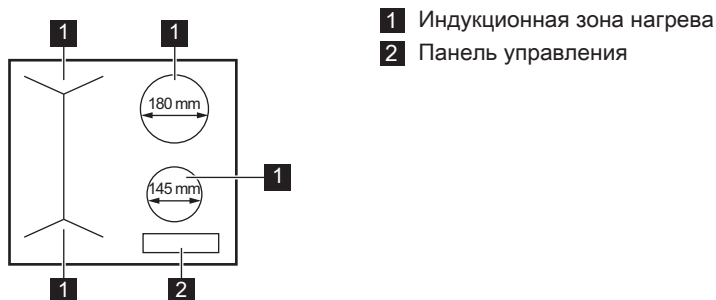 1 1
180 mm
145 mm
1
1 2
1 Индукционная зона нагрева
2 Панель управления